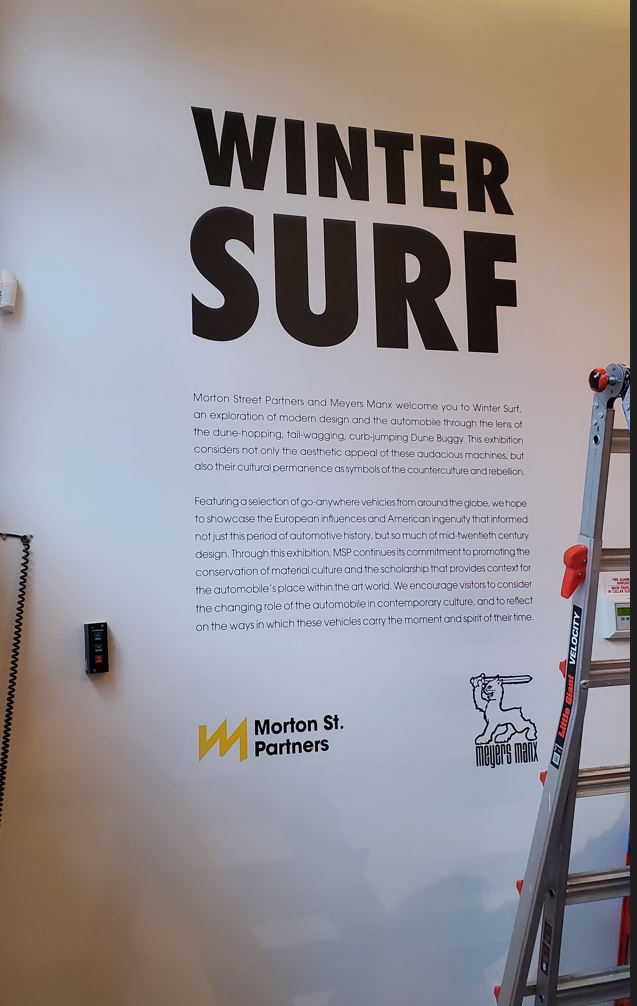 WINTER
SURF
Morton Street Partners and Meyers Manx welcome you to Winter Surf,
an exploration of modern design and the automobile through the lens of
the dune-hopping, tail-wagging, curb-jumping Dune Buggy. This exhibition
considers not only the aesthetic appeal of these audacious machines, but
also their cultural permanence as symbols of the counterculture and rebellion.
Featuring a selection of go-anywhere vehicles from around the globe, we hope
to showcase the European influences and American ingenuity that informed
not just this period of automotive history, but so much of mid-twentieth century
design. Through this exhibition, MSP continues its commitment to promoting the
conservation of material culture and the scholarship that provides context for
the automobile's place within the art world. We encourage visitors to consider
the changing role of the automobile in contemporary culture, and to reflect
on the ways in which these vehicles carry the moment and spirit of their time.
Morton St.
Partners
meyers manx
Little Giant VELOCITY